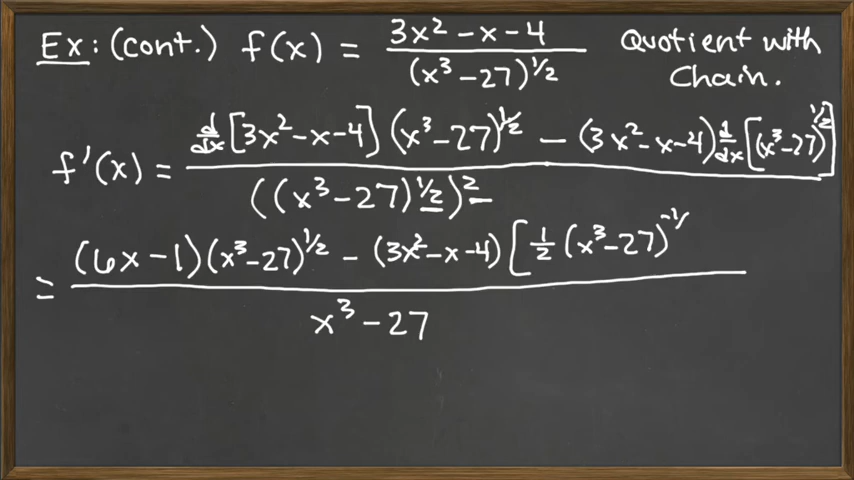 Ex: (cont.) f(x) = (3x² - x - 4) / (x³ - 27)^(1/2) Quotient with
Chain.
f'(x) = (d/dx [3x² - x - 4] (x³ - 27)^(1/2) - (3x² - x - 4) d/dx [(x³ - 27)^(1/2)]) / ((x³ - 27)^(1/2))²
= ((6x - 1)(x³ - 27)^(1/2) - (3x² - x - 4) [1/2 (x³ - 27)^(-1/ / (x³ - 27)